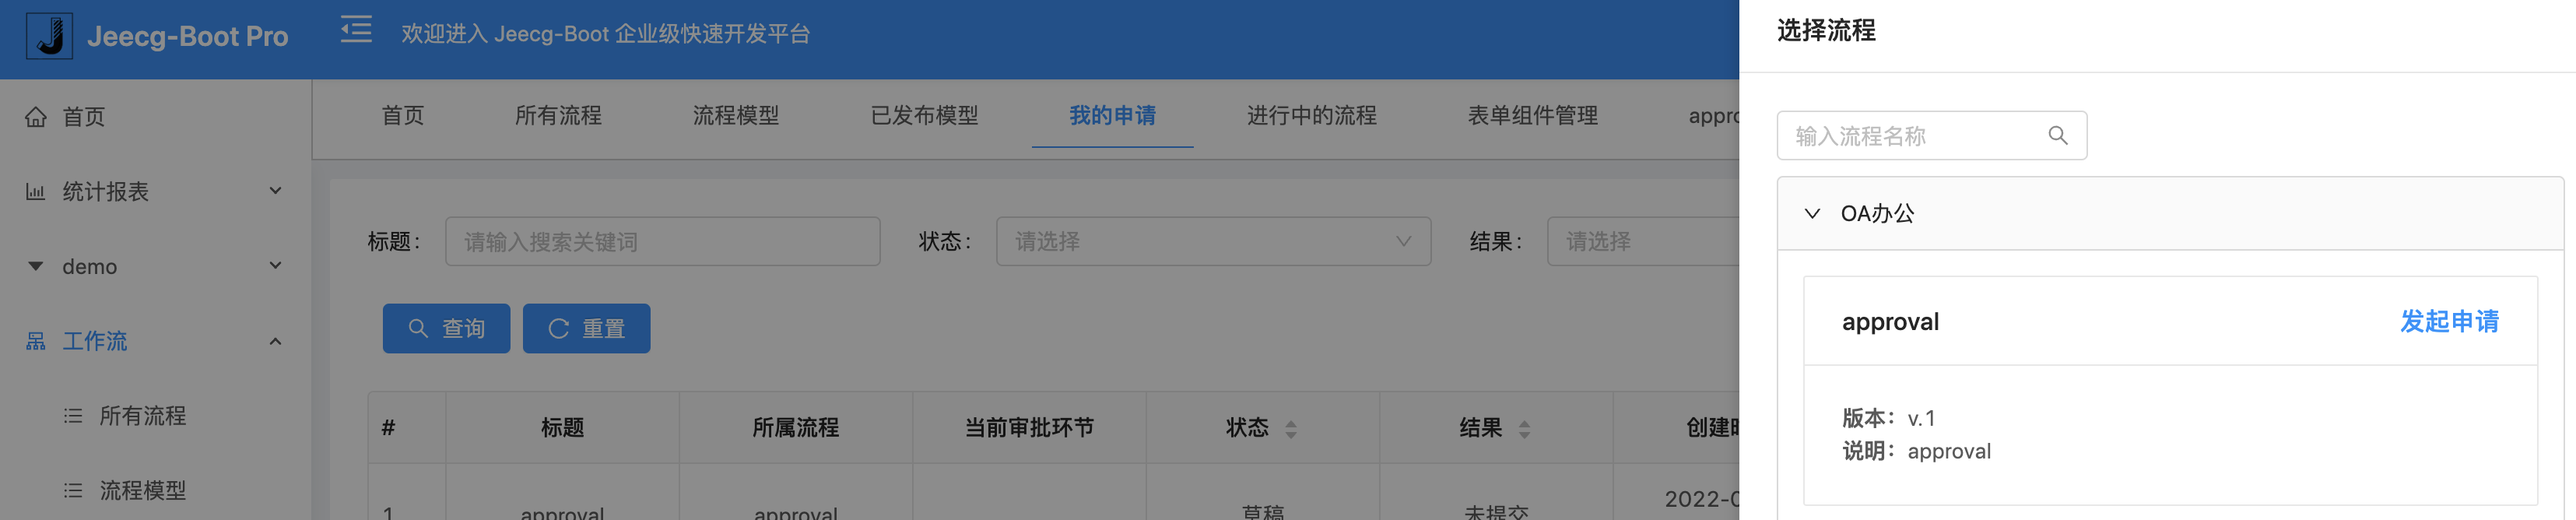 Jeecg-Boot Pro
欢迎进入 Jeecg-Boot 企业级快速开发平台
首页
统计报表
demo
工作流
所有流程
流程模型
首页 所有流程 流程模型 已发布模型 我的申请 进行中的流程 表单组件管理 appro
标题： 请输入搜索关键词 状态： 请选择 结果： 请选择
查询 重置
# 标题 所属流程 当前审批环节 状态 结果 创建时
1 approval approval 草稿 未提交 2022-0
选择流程
输入流程名称
OA办公
approval 发起申请
版本：v.1
说明：approval